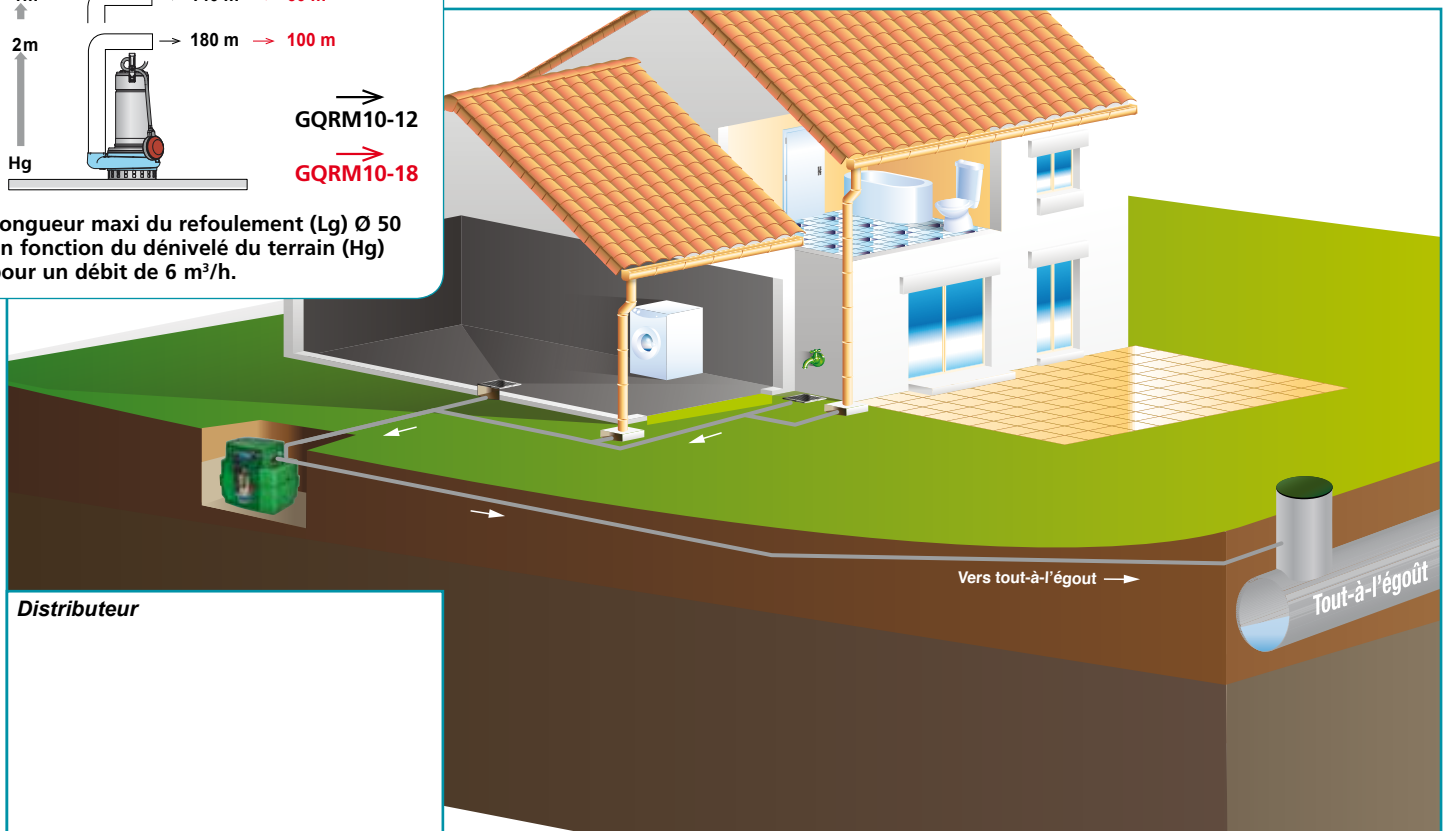 2m → 180 m → 100 m
GQRM10-12
Hg
GQRM10-18
ongueur maxi du refoulement (Lg) Ø 50
n fonction du dénivelé du terrain (Hg)
pour un débit de 6 m³/h.
Vers tout-à-l'égout →
Tout-à-l'égoût
Distributeur